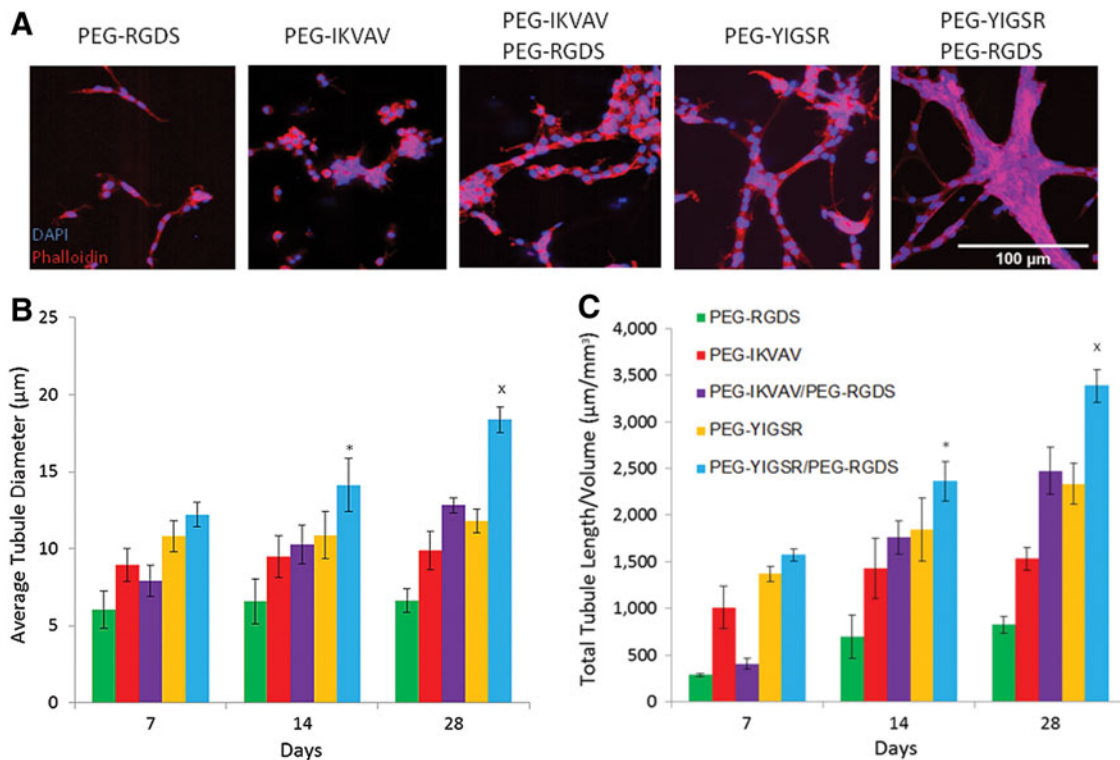 A
PEG-RGDS
PEG-IKVAV
PEG-IKVAV
PEG-RGDS
PEG-YIGSR
PEG-YIGSR
PEG-RGDS
DAPI
Phalloidin
100 µm
B
Average Tubule Diameter (µm)
25
20
15
10
5
0
*
x
7
14
28
Days
C
Total Tubule Length/Volume (µm/mm³)
4,000
3,500
3,000
2,500
2,000
1,500
1,000
500
0
PEG-RGDS
PEG-IKVAV
PEG-IKVAV/PEG-RGDS
PEG-YIGSR
PEG-YIGSR/PEG-RGDS
*
x
7
14
28
Days